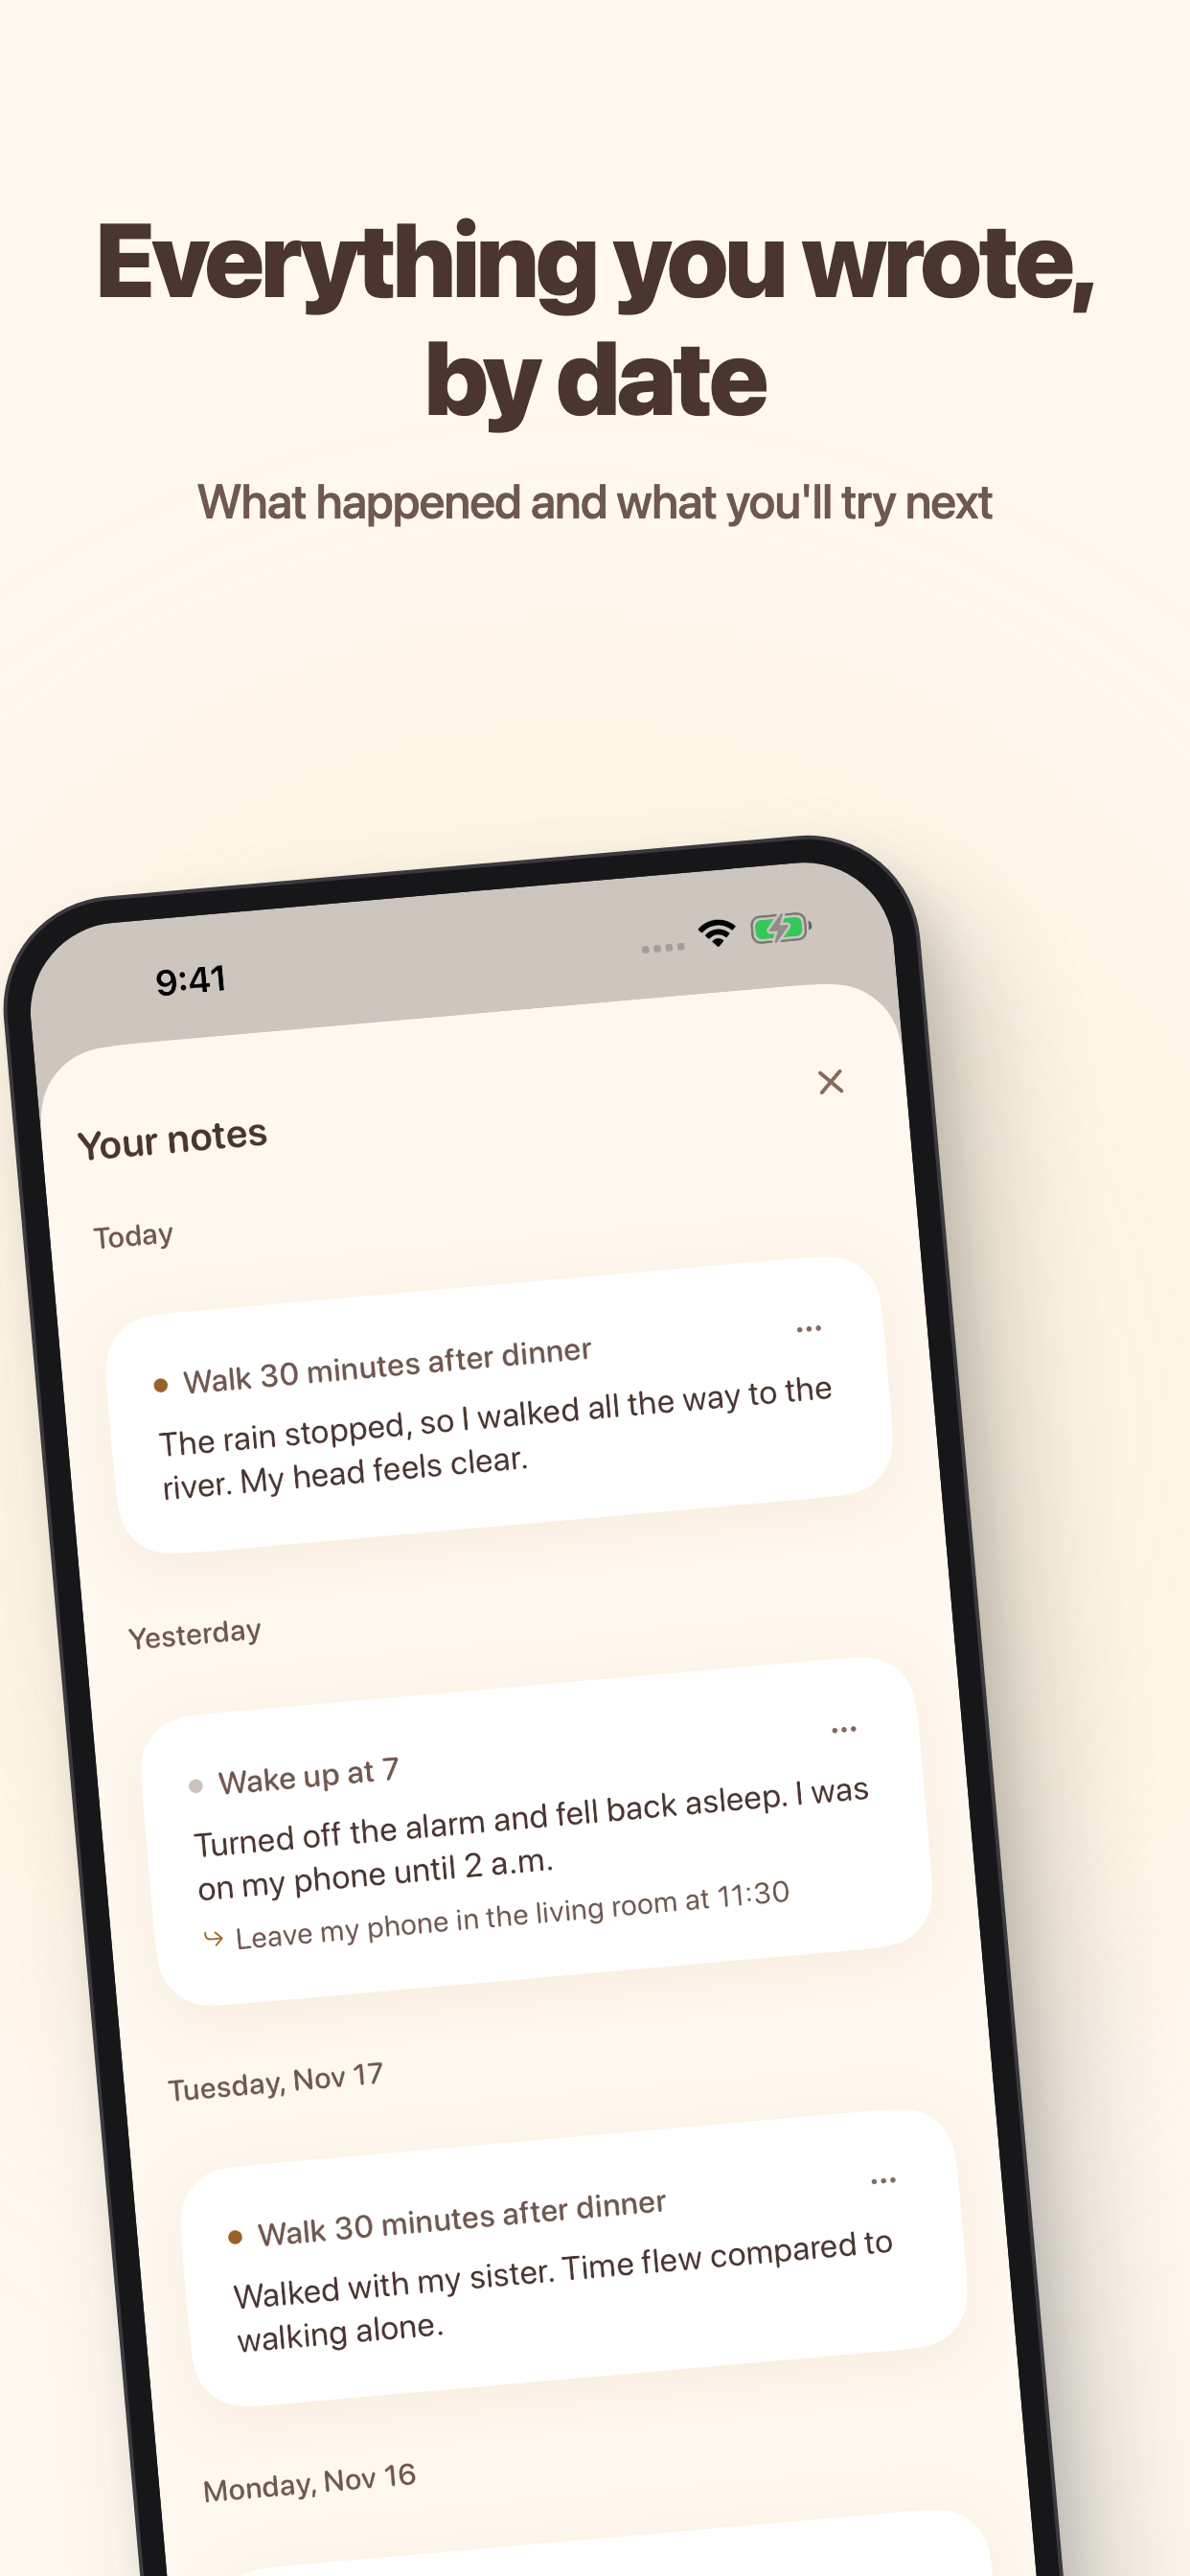 Everything you wrote,
by date
What happened and what you'll try next
9:41
Your notes
Today
Walk 30 minutes after dinner
The rain stopped, so I walked all the way to the
river. My head feels clear.
Yesterday
Wake up at 7
Turned off the alarm and fell back asleep. I was
on my phone until 2 a.m.
Leave my phone in the living room at 11:30
Tuesday, Nov 17
Walk 30 minutes after dinner
Walked with my sister. Time flew compared to
walking alone.
Monday, Nov 16